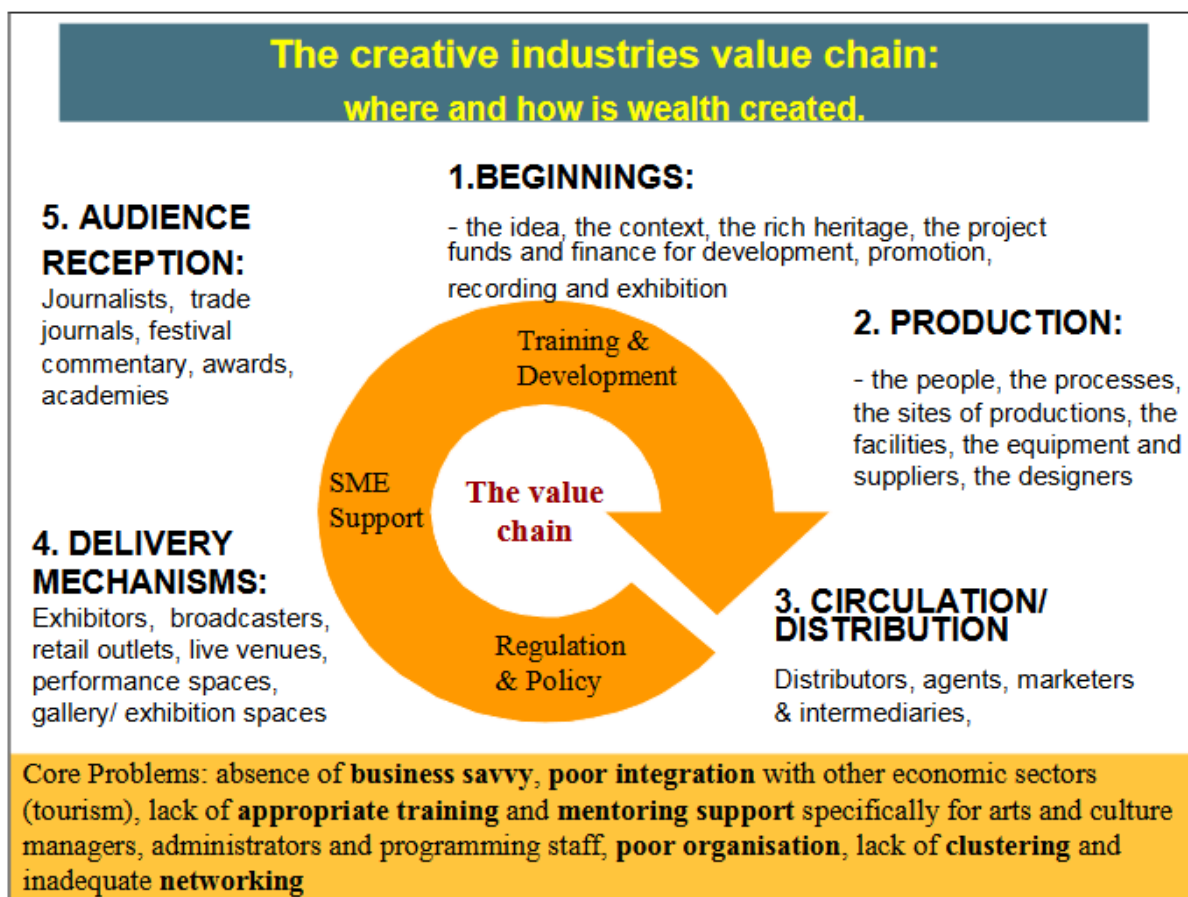 The creative industries value chain:
where and how is wealth created.
1.BEGINNINGS:
- the idea, the context, the rich heritage, the project
funds and finance for development, promotion,
recording and exhibition
5. AUDIENCE
RECEPTION:
Journalists, trade
journals, festival
commentary, awards,
academies
2. PRODUCTION:
- the people, the processes,
the sites of productions, the
facilities, the equipment and
suppliers, the designers
Training &
Development
SME
Support
The value
chain
Regulation
& Policy
4. DELIVERY
MECHANISMS:
Exhibitors, broadcasters,
retail outlets, live venues,
performance spaces,
gallery/ exhibition spaces
3. CIRCULATION/
DISTRIBUTION
Distributors, agents, marketers
& intermediaries,
Core Problems: absence of business savvy, poor integration with other economic sectors
(tourism), lack of appropriate training and mentoring support specifically for arts and culture
managers, administrators and programming staff, poor organisation, lack of clustering and
inadequate networking